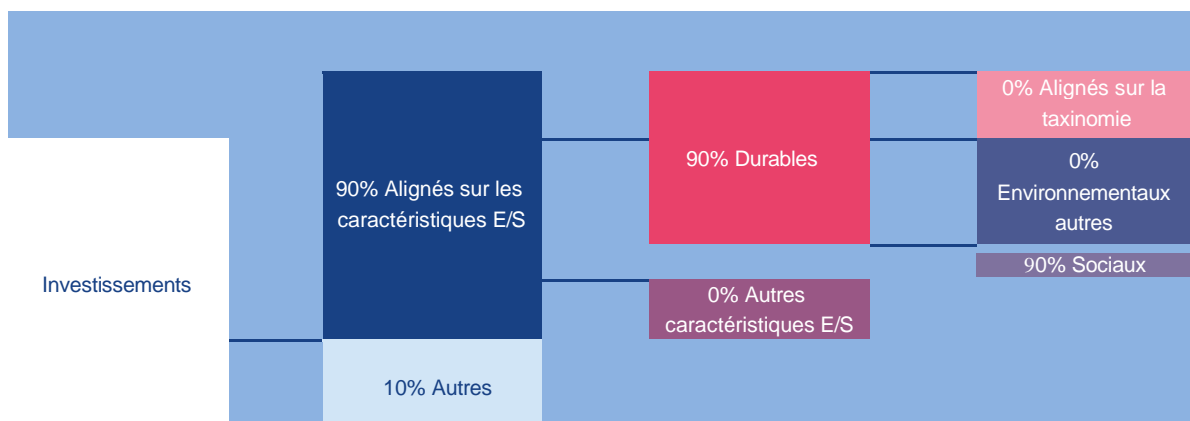 Investissements
90% Alignés sur les
caractéristiques E/S
10% Autres
90% Durables
0% Autres
caractéristiques E/S
0% Alignés sur la
taxinomie
0%
Environnementaux
autres
90% Sociaux